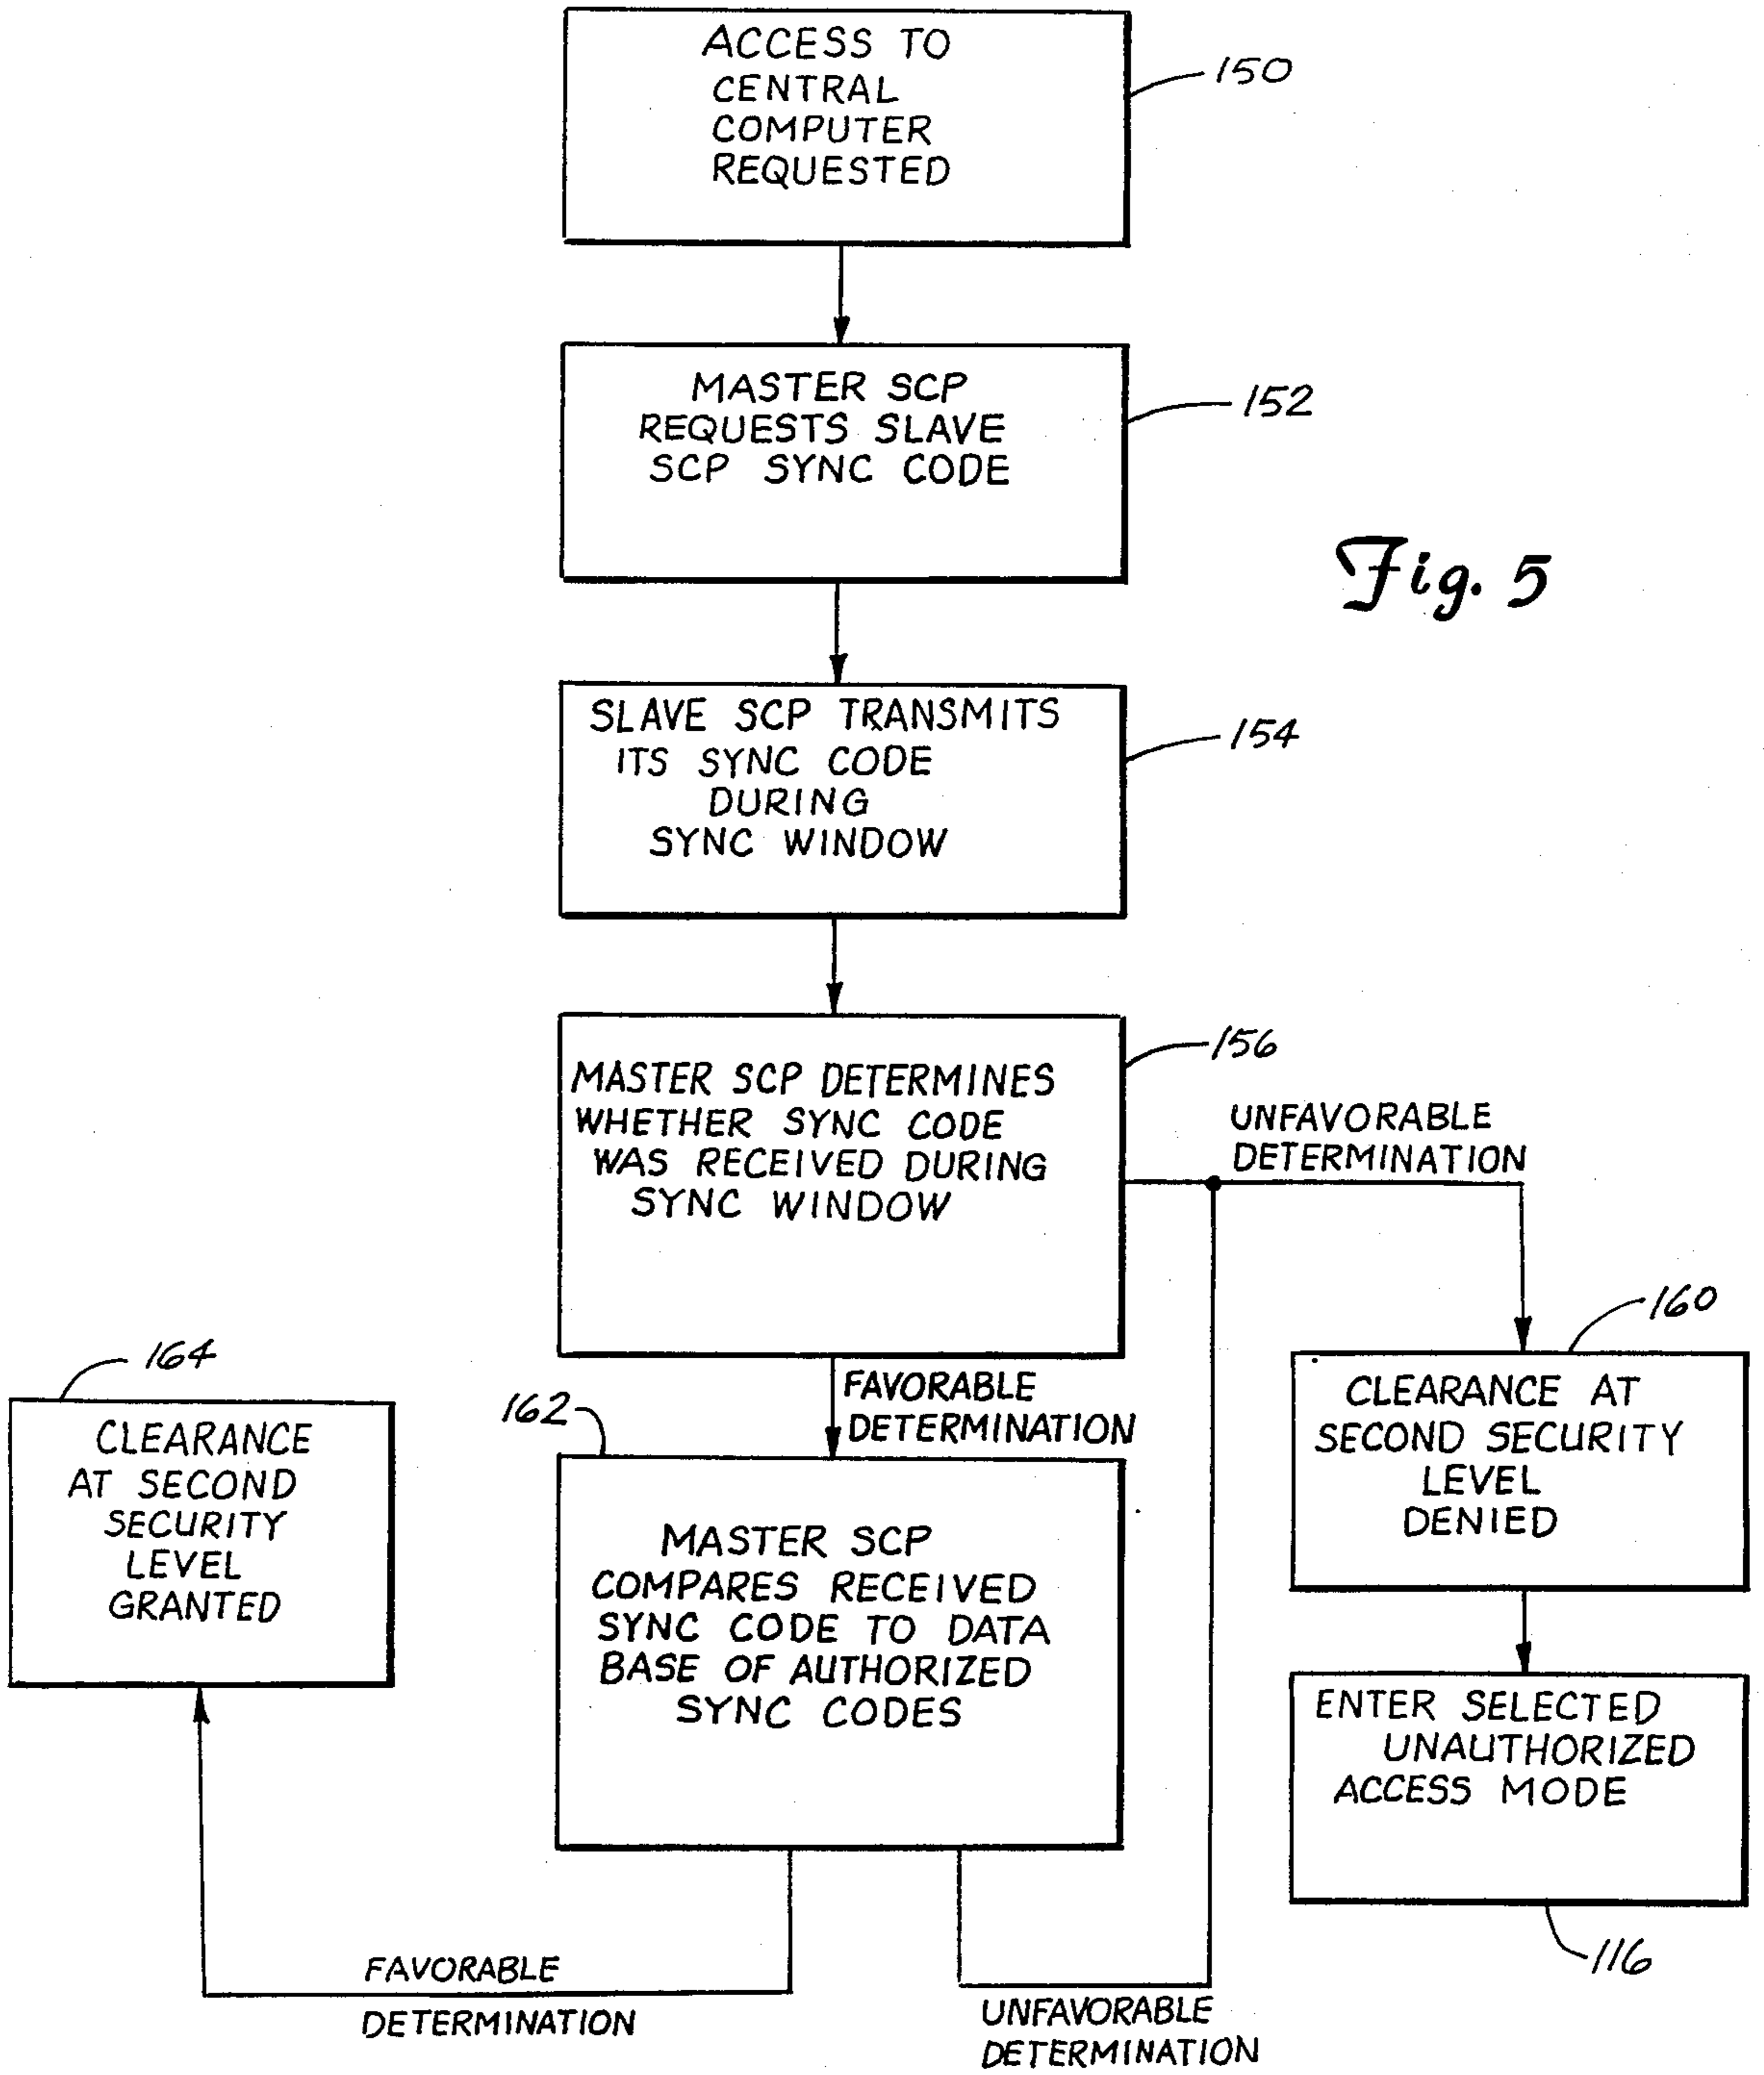 ACCESS TO
CENTRAL
COMPUTER
REQUESTED
150
MASTER SCP
REQUESTS SLAVE
SCP SYNC CODE
152
Fig. 5
SLAVE SCP TRANSMITS
ITS SYNC CODE
DURING
SYNC WINDOW
154
MASTER SCP DETERMINES
WHETHER SYNC CODE
WAS RECEIVED DURING
SYNC WINDOW
156
UNFAVORABLE
DETERMINATION
160
CLEARANCE AT
SECOND SECURITY
LEVEL
DENIED
164
CLEARANCE
AT SECOND
SECURITY
LEVEL
GRANTED
FAVORABLE
DETERMINATION
162
MASTER SCP
COMPARES RECEIVED
SYNC CODE TO DATA
BASE OF AUTHORIZED
SYNC CODES
ENTER SELECTED
UNAUTHORIZED
ACCESS MODE
116
FAVORABLE
DETERMINATION
UNFAVORABLE
DETERMINATION